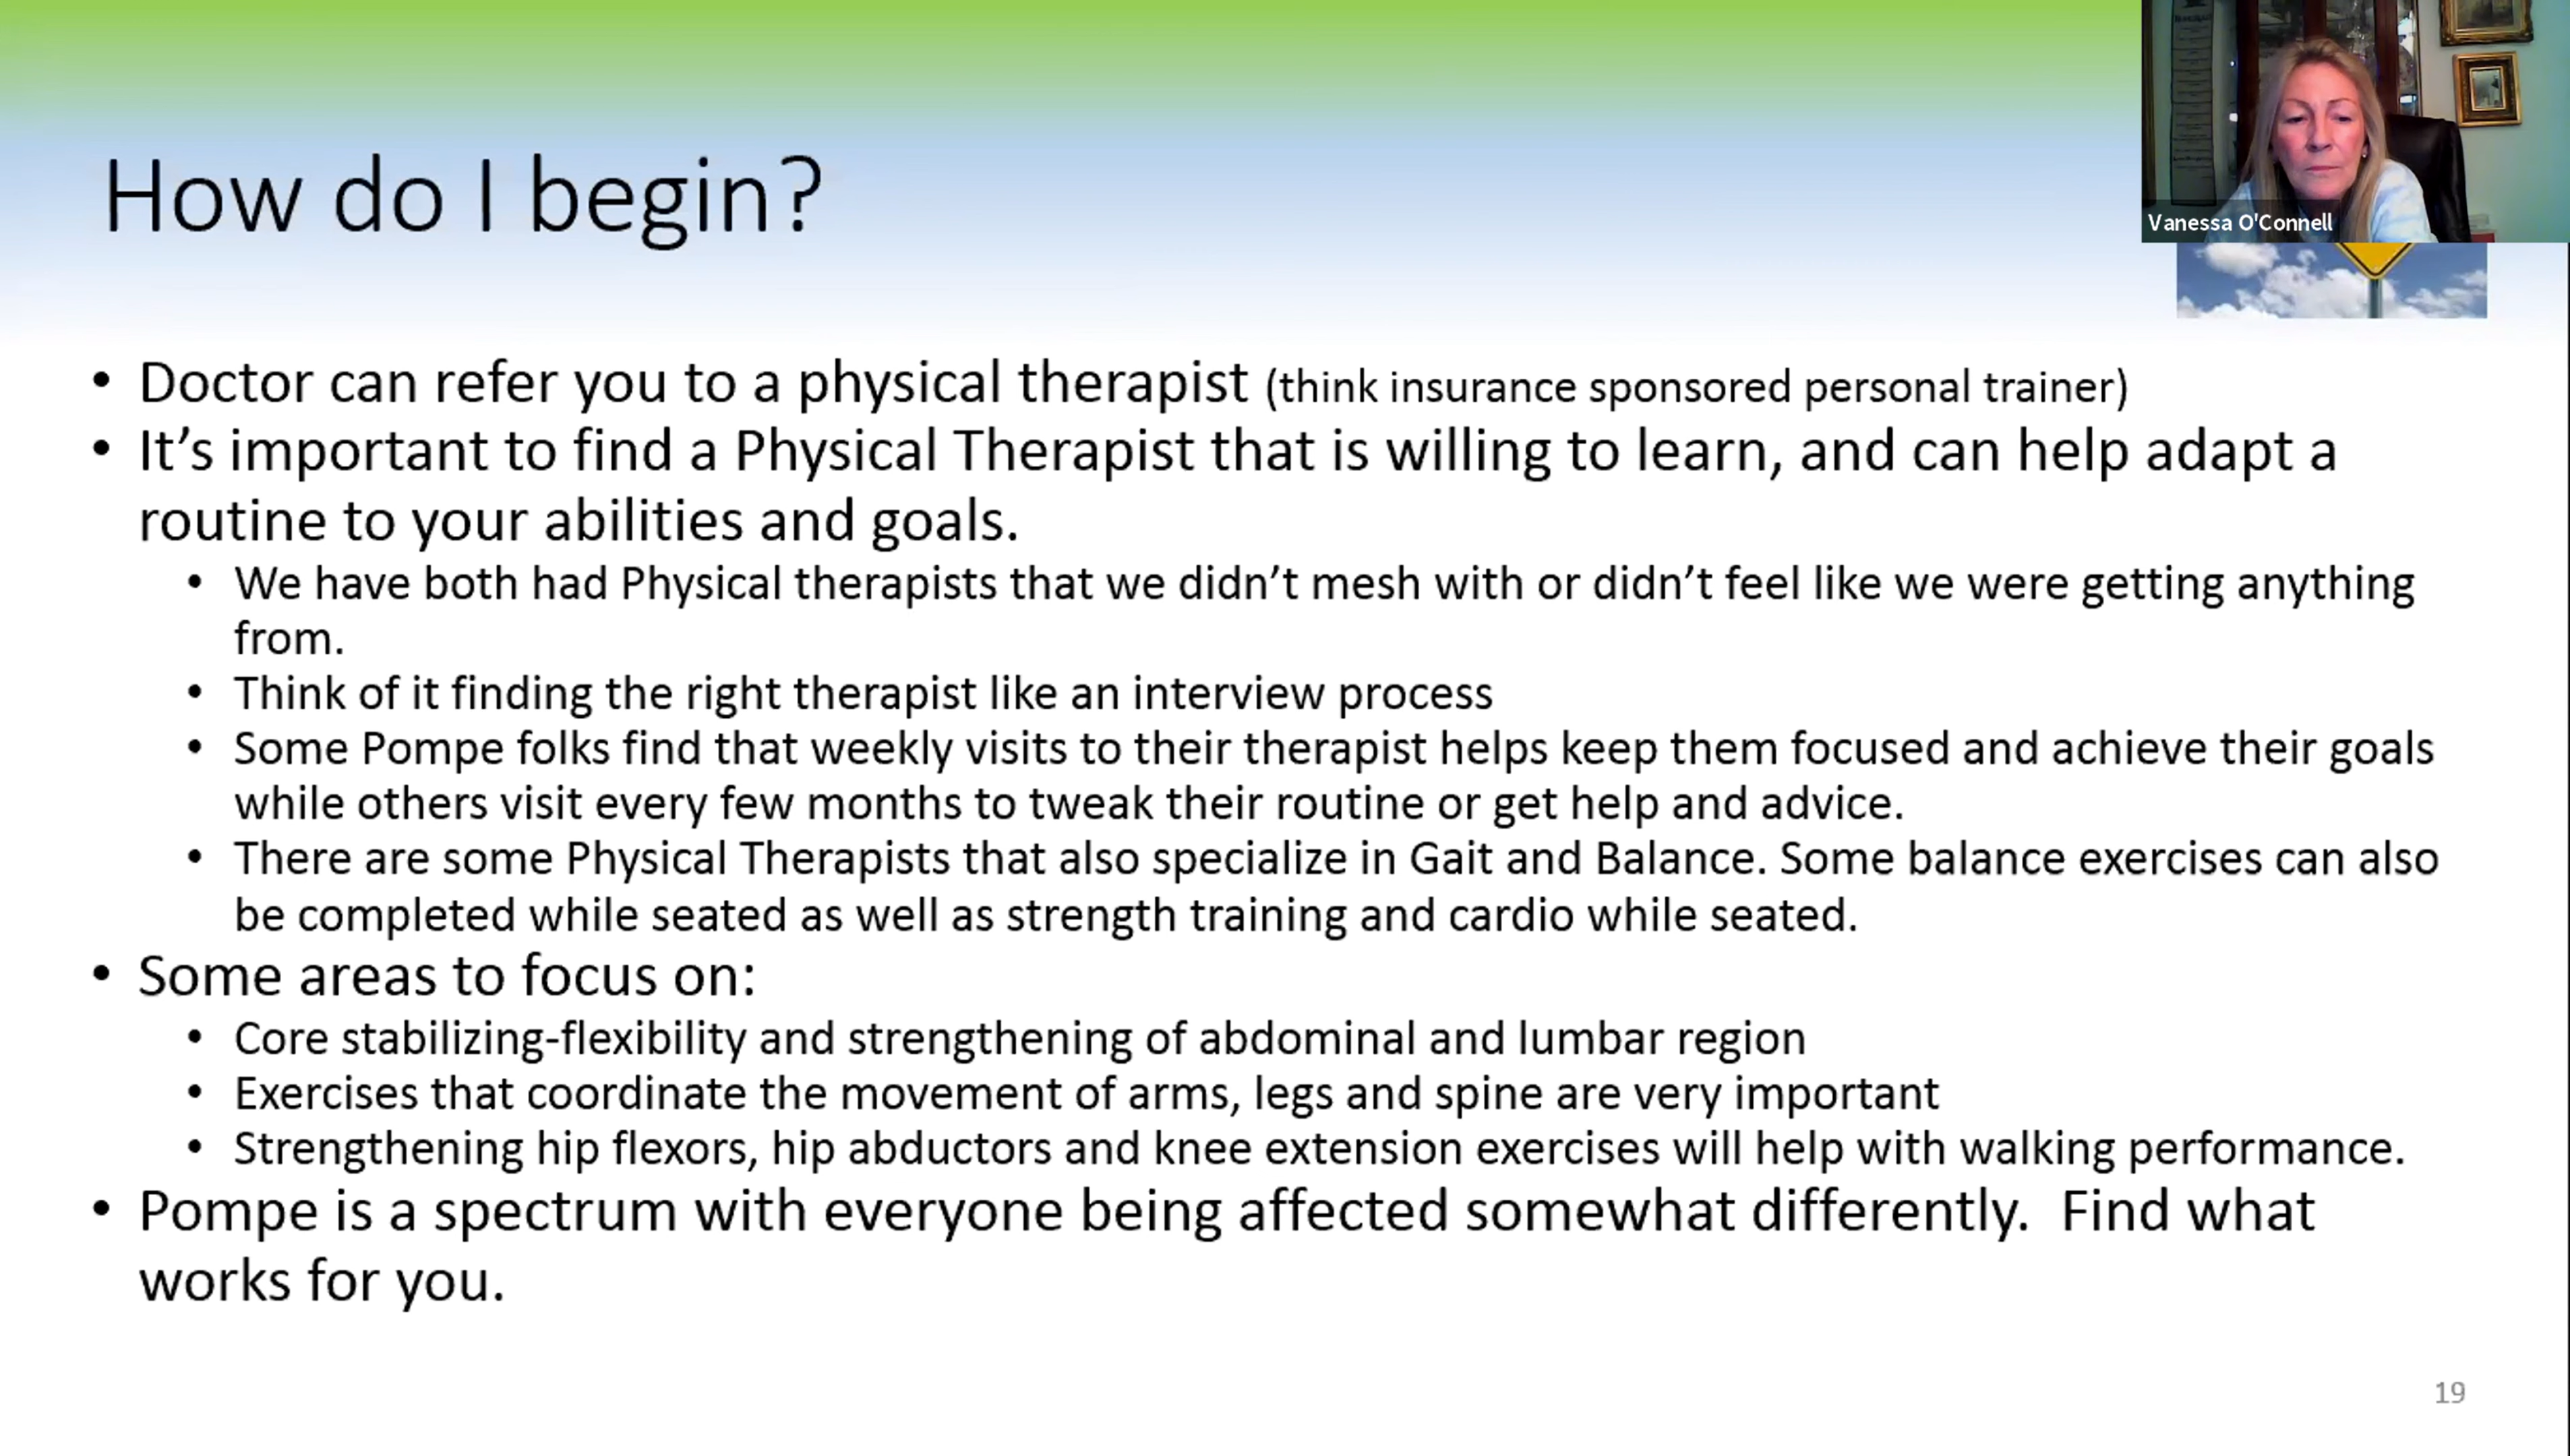 How do I begin?
Vanessa O'Connell
• Doctor can refer you to a physical therapist (think insurance sponsored personal trainer)
• It’s important to find a Physical Therapist that is willing to learn, and can help adapt a
routine to your abilities and goals.
• We have both had Physical therapists that we didn’t mesh with or didn’t feel like we were getting anything
from.
• Think of it finding the right therapist like an interview process
• Some Pompe folks find that weekly visits to their therapist helps keep them focused and achieve their goals
while others visit every few months to tweak their routine or get help and advice.
• There are some Physical Therapists that also specialize in Gait and Balance. Some balance exercises can also
be completed while seated as well as strength training and cardio while seated.
• Some areas to focus on:
• Core stabilizing-flexibility and strengthening of abdominal and lumbar region
• Exercises that coordinate the movement of arms, legs and spine are very important
• Strengthening hip flexors, hip abductors and knee extension exercises will help with walking performance.
• Pompe is a spectrum with everyone being affected somewhat differently.  Find what
works for you.
19